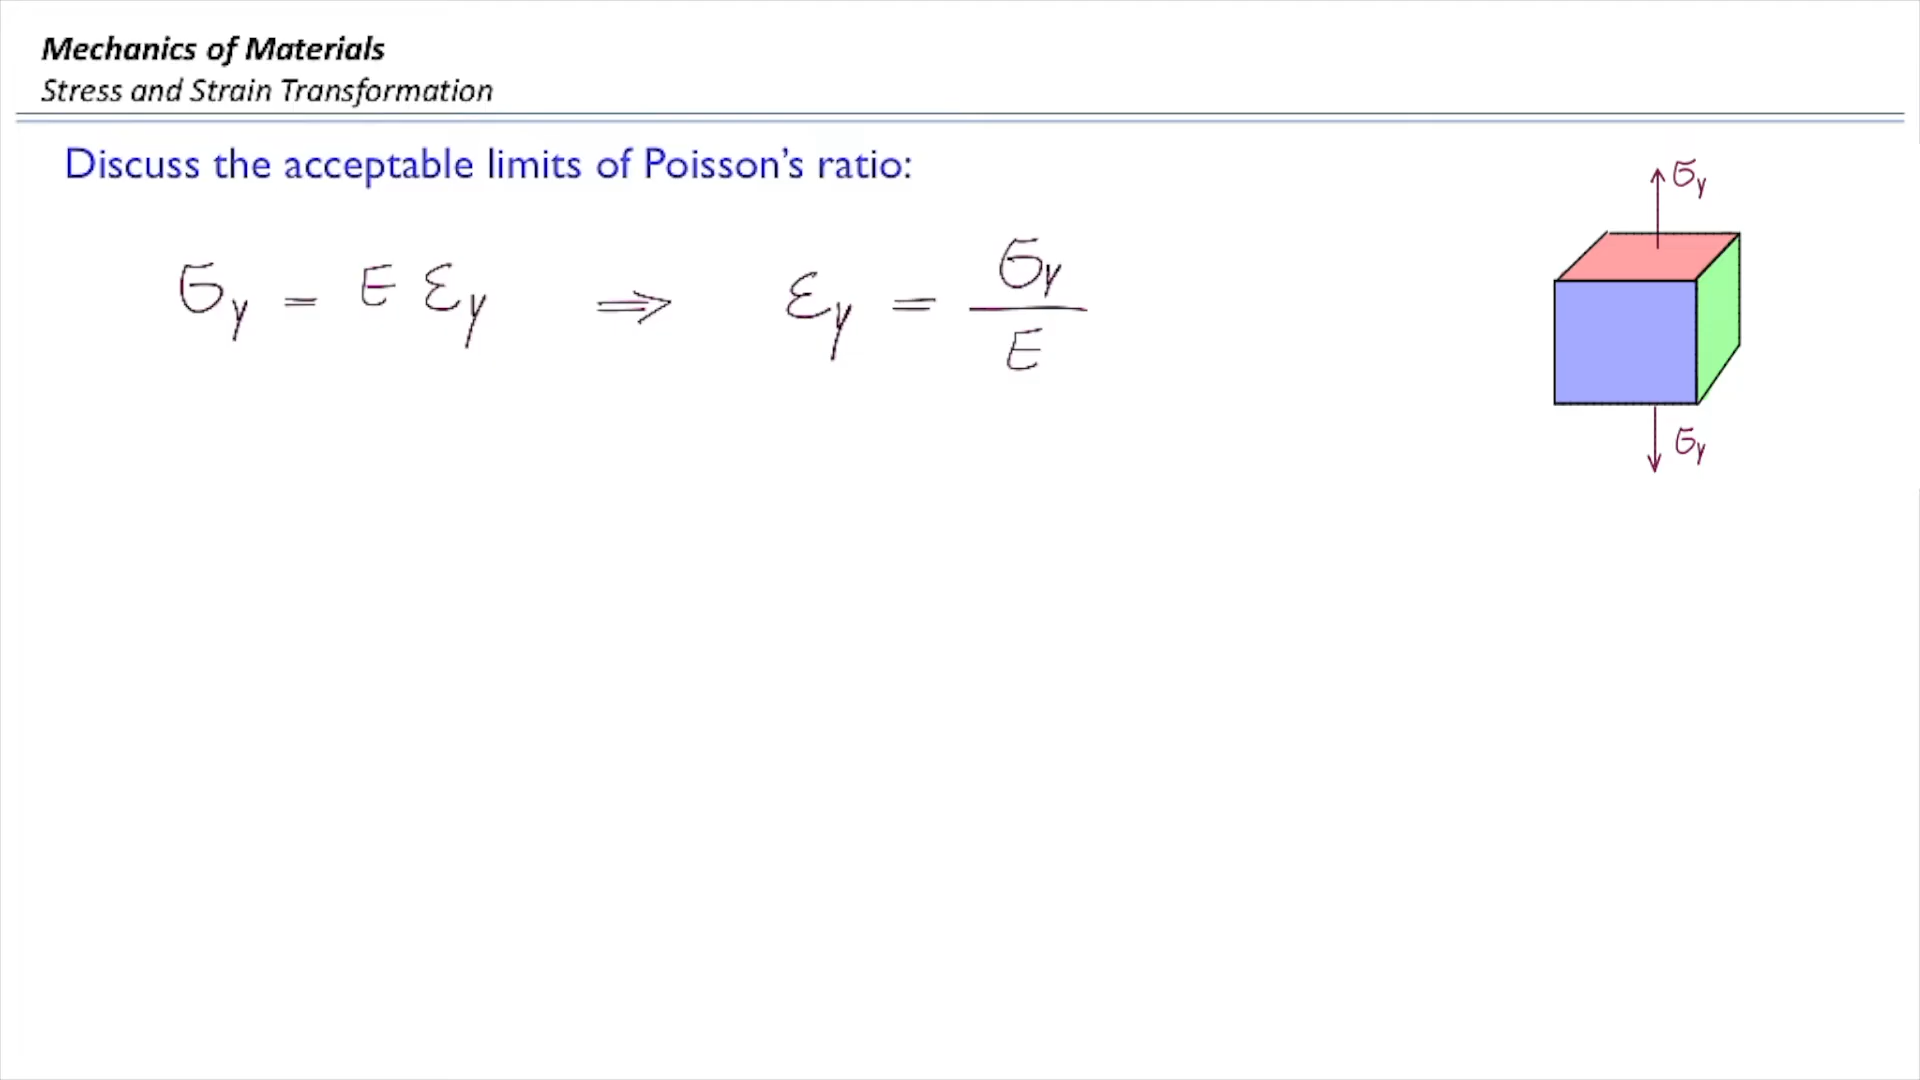 Mechanics of Materials
Stress and Strain Transformation
Discuss the acceptable limits of Poisson's ratio:
σy = E εy ⇒ εy = σy / E
σy
σy